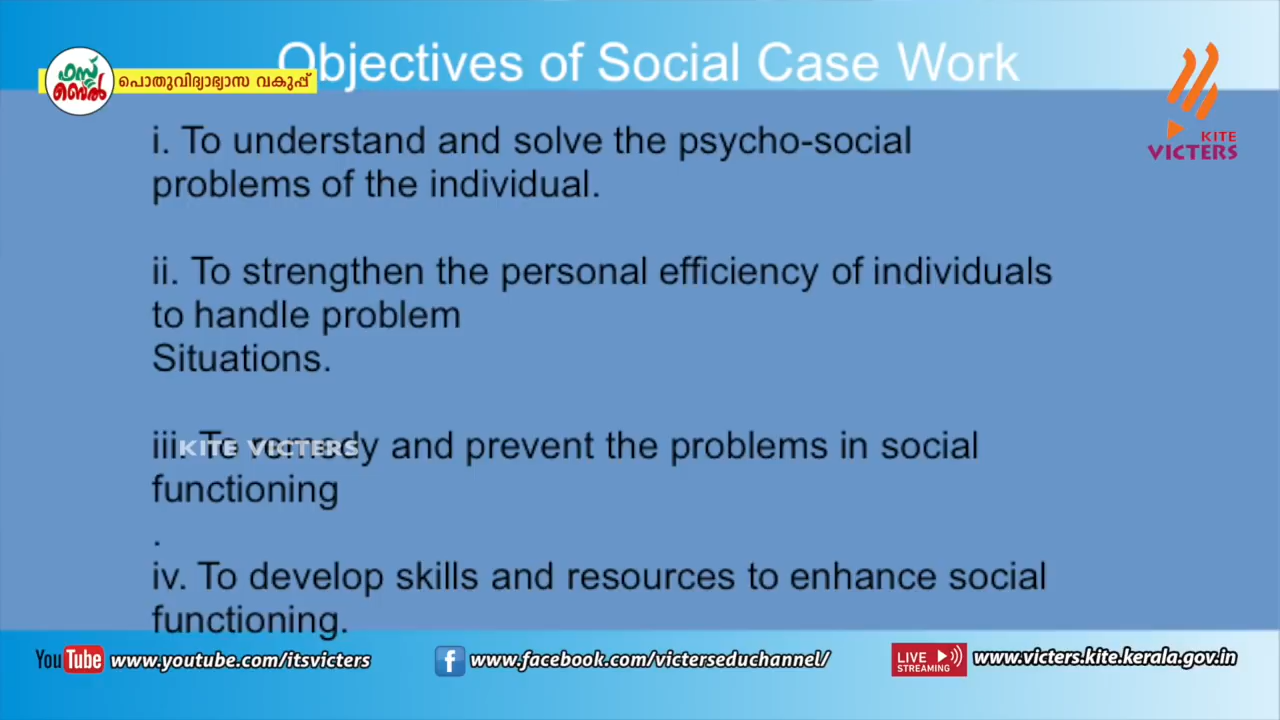 Objectives of Social Case Work
ഫസ്റ്റ്
ബെൽ
പൊതുവിദ്യാഭ്യാസ വകുപ്പ്
KITE
VICTERS
i. To understand and solve the psycho-social
problems of the individual.
ii. To strengthen the personal efficiency of individuals
to handle problem
Situations.
iii. To remedy and prevent the problems in social
KITE VICTERS
functioning
.
iv. To develop skills and resources to enhance social
functioning.
YouTube www.youtube.com/itsvicters
f www.facebook.com/victerseduchannel/
LIVE
STREAMING
www.victers.kite.kerala.gov.in